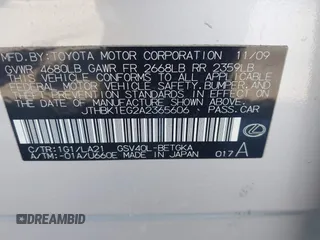 MFD.BY:TOYOTA MOTOR CORPORATION 11/09
GVWR 4680LB GAWR FR 2668LB RR 2359LB
THIS VEHICLE CONFORMS TO ALL APPLICABLE
FEDERAL MOTOR VEHICLE SAFETY, BUMPER,
AND THEFT PREVENTION STANDARDS IN EFFECT ON
THE DATE OF MANUFACTURE SHOWN ABOVE.
JTHBK1EG2A2365606 PASS.CAR
C/TR:1G1/LA21 GSV40L-BETGKA
A/TM:-01A/U660E MADE IN JAPAN 017 A